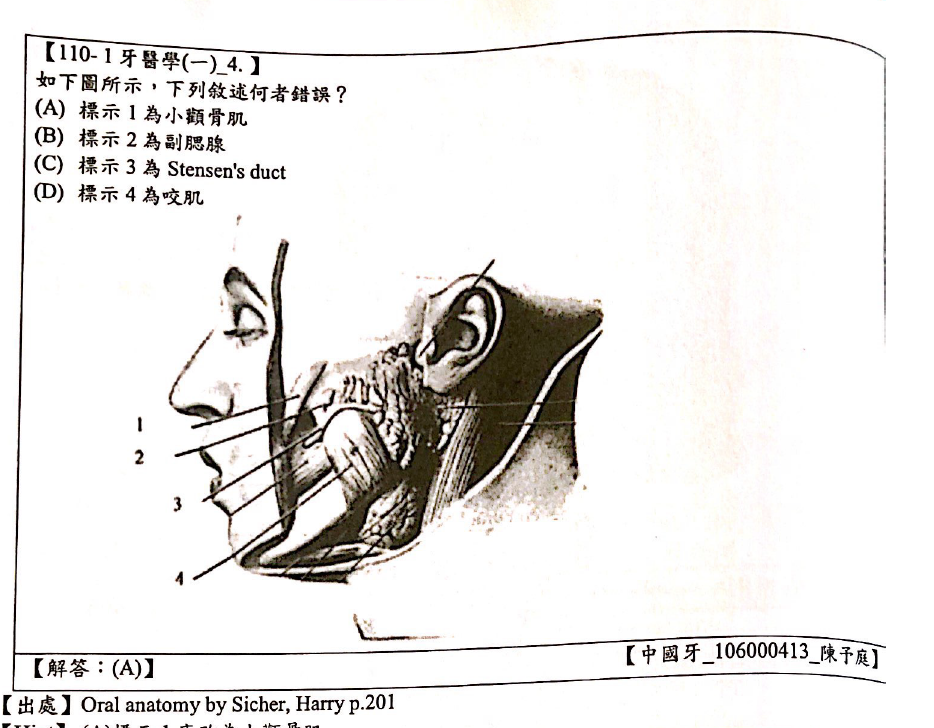 【110- 1 牙醫學(一)_4. 】
如下圖所示，下列敘述何者錯誤？
(A) 標示 1 為小顴骨肌
(B) 標示 2 為副腮腺
(C) 標示 3 為 Stensen's duct
(D) 標示 4 為咬肌
1
2
3
4
【解答：(A)】
【中國牙_106000413_陳予庭】
【出處】Oral anatomy by Sicher, Harry p.201